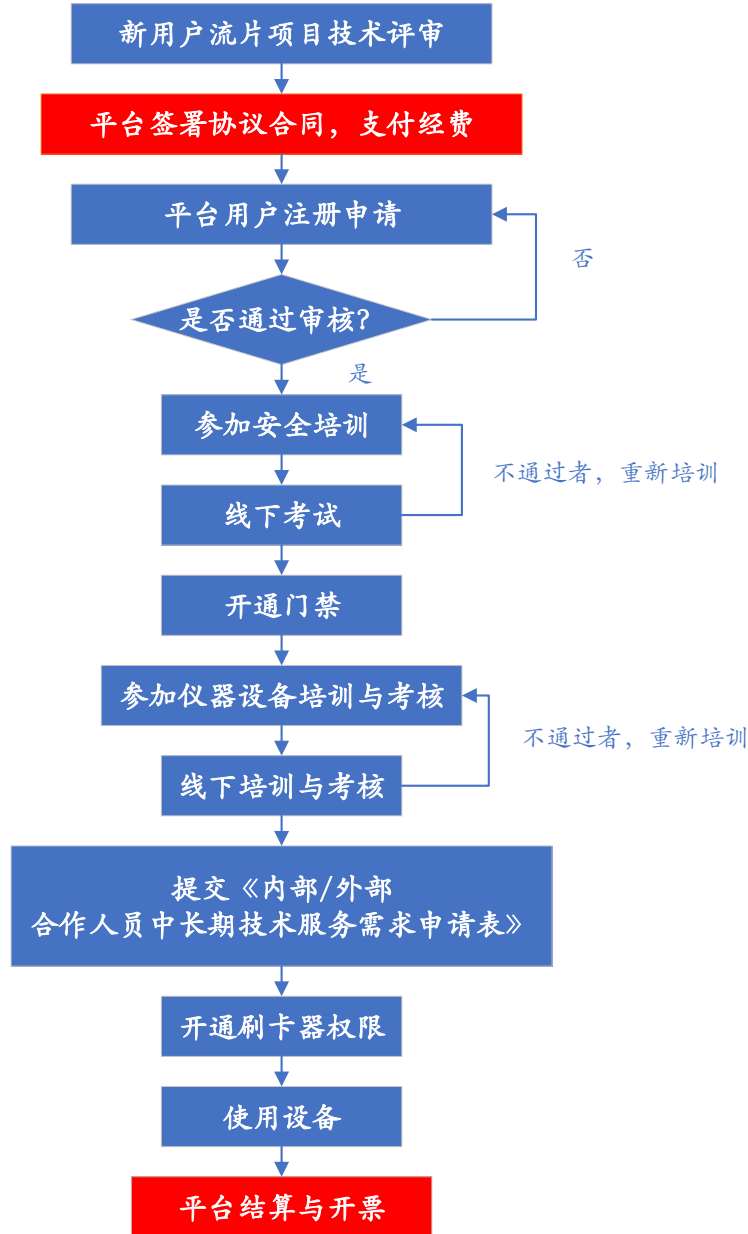 新用户流片项目技术评审
平台签署协议合同，支付经费
平台用户注册申请
否
是否通过审核？
是
参加安全培训
不通过者，重新培训
线下考试
开通门禁
参加仪器设备培训与考核
不通过者，重新培训
线下培训与考核
提交《内部/外部
合作人员中长期技术服务需求申请表》
开通刷卡器权限
使用设备
平台结算与开票